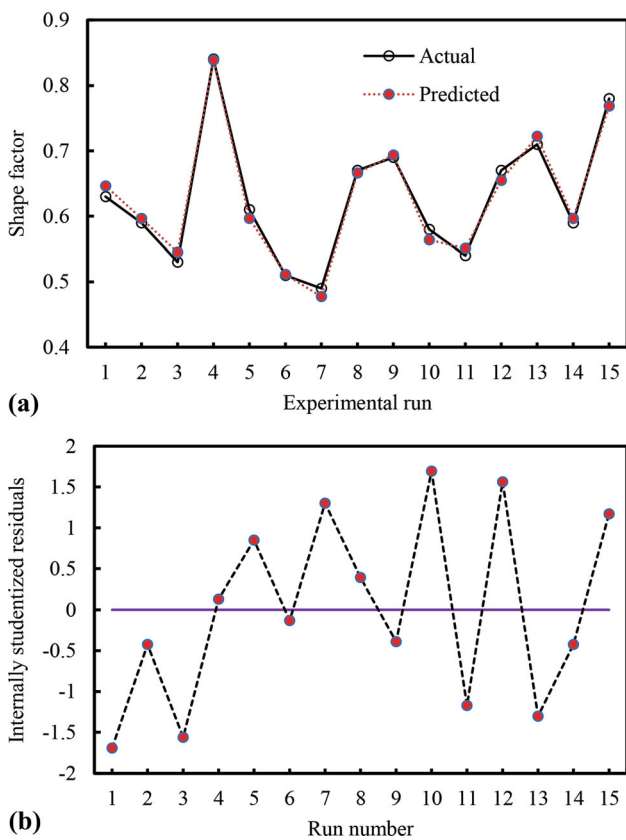 0.9
0.8
0.7
0.6
0.5
0.4
Shape factor
Actual
Predicted
1 2 3 4 5 6 7 8 9 10 11 12 13 14 15
Experimental run
(a)
2
1.5
1
0.5
0
-0.5
-1
-1.5
-2
Internally studentized residuals
1 2 3 4 5 6 7 8 9 10 11 12 13 14 15
Run number
(b)